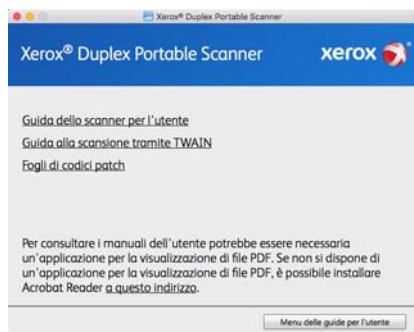 Xerox® Duplex Portable Scanner
Xerox® Duplex Portable Scanner
xerox
Guida dello scanner per l'utente
Guida alla scansione tramite TWAIN
Fogli di codici patch
Per consultare i manuali dell'utente potrebbe essere necessaria
un'applicazione per la visualizzazione di file PDF. Se non si dispone di
un'applicazione per la visualizzazione di file PDF, è possibile installare
Acrobat Reader a questo indirizzo.
Menu delle guide per l'utente